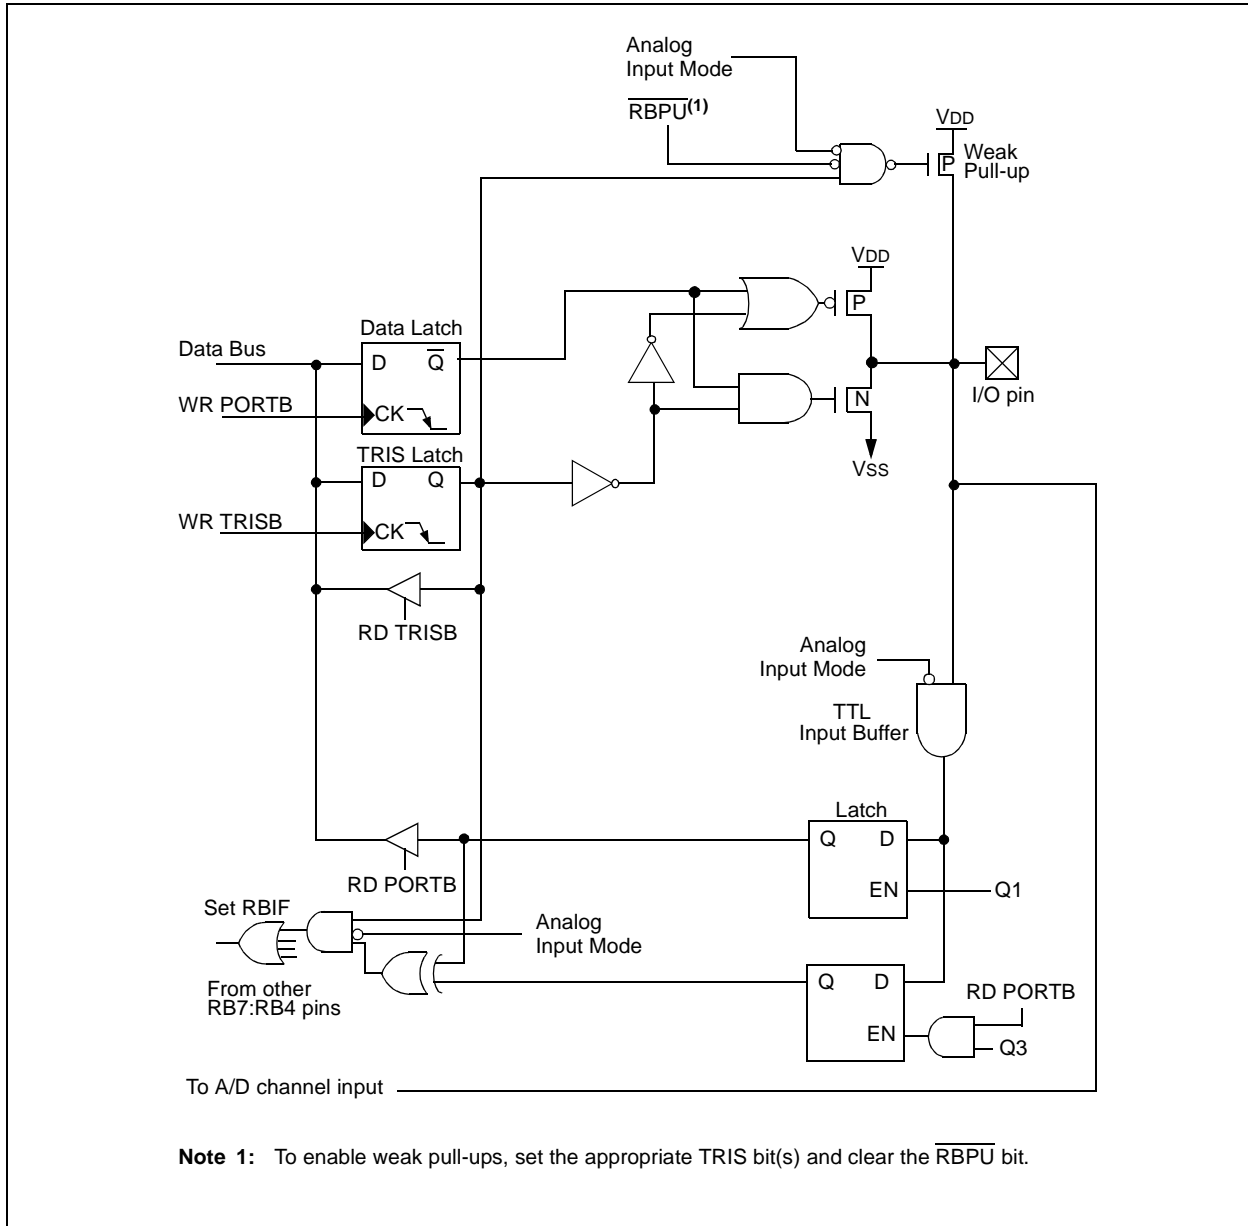 Analog
Input Mode
RBPU(1)
VDD
Weak
Pull-up
P
VDD
P
Data Latch
Data Bus
D
Q
WR PORTB
CK
N
I/O pin
TRIS Latch
VSS
D
Q
WR TRISB
CK
RD TRISB
Analog
Input Mode
TTL
Input Buffer
Latch
Q
D
RD PORTB
EN
Q1
Set RBIF
Analog
Input Mode
From other
RB7:RB4 pins
Q
D
RD PORTB
EN
Q3
To A/D channel input
Note 1: To enable weak pull-ups, set the appropriate TRIS bit(s) and clear the RBPU bit.